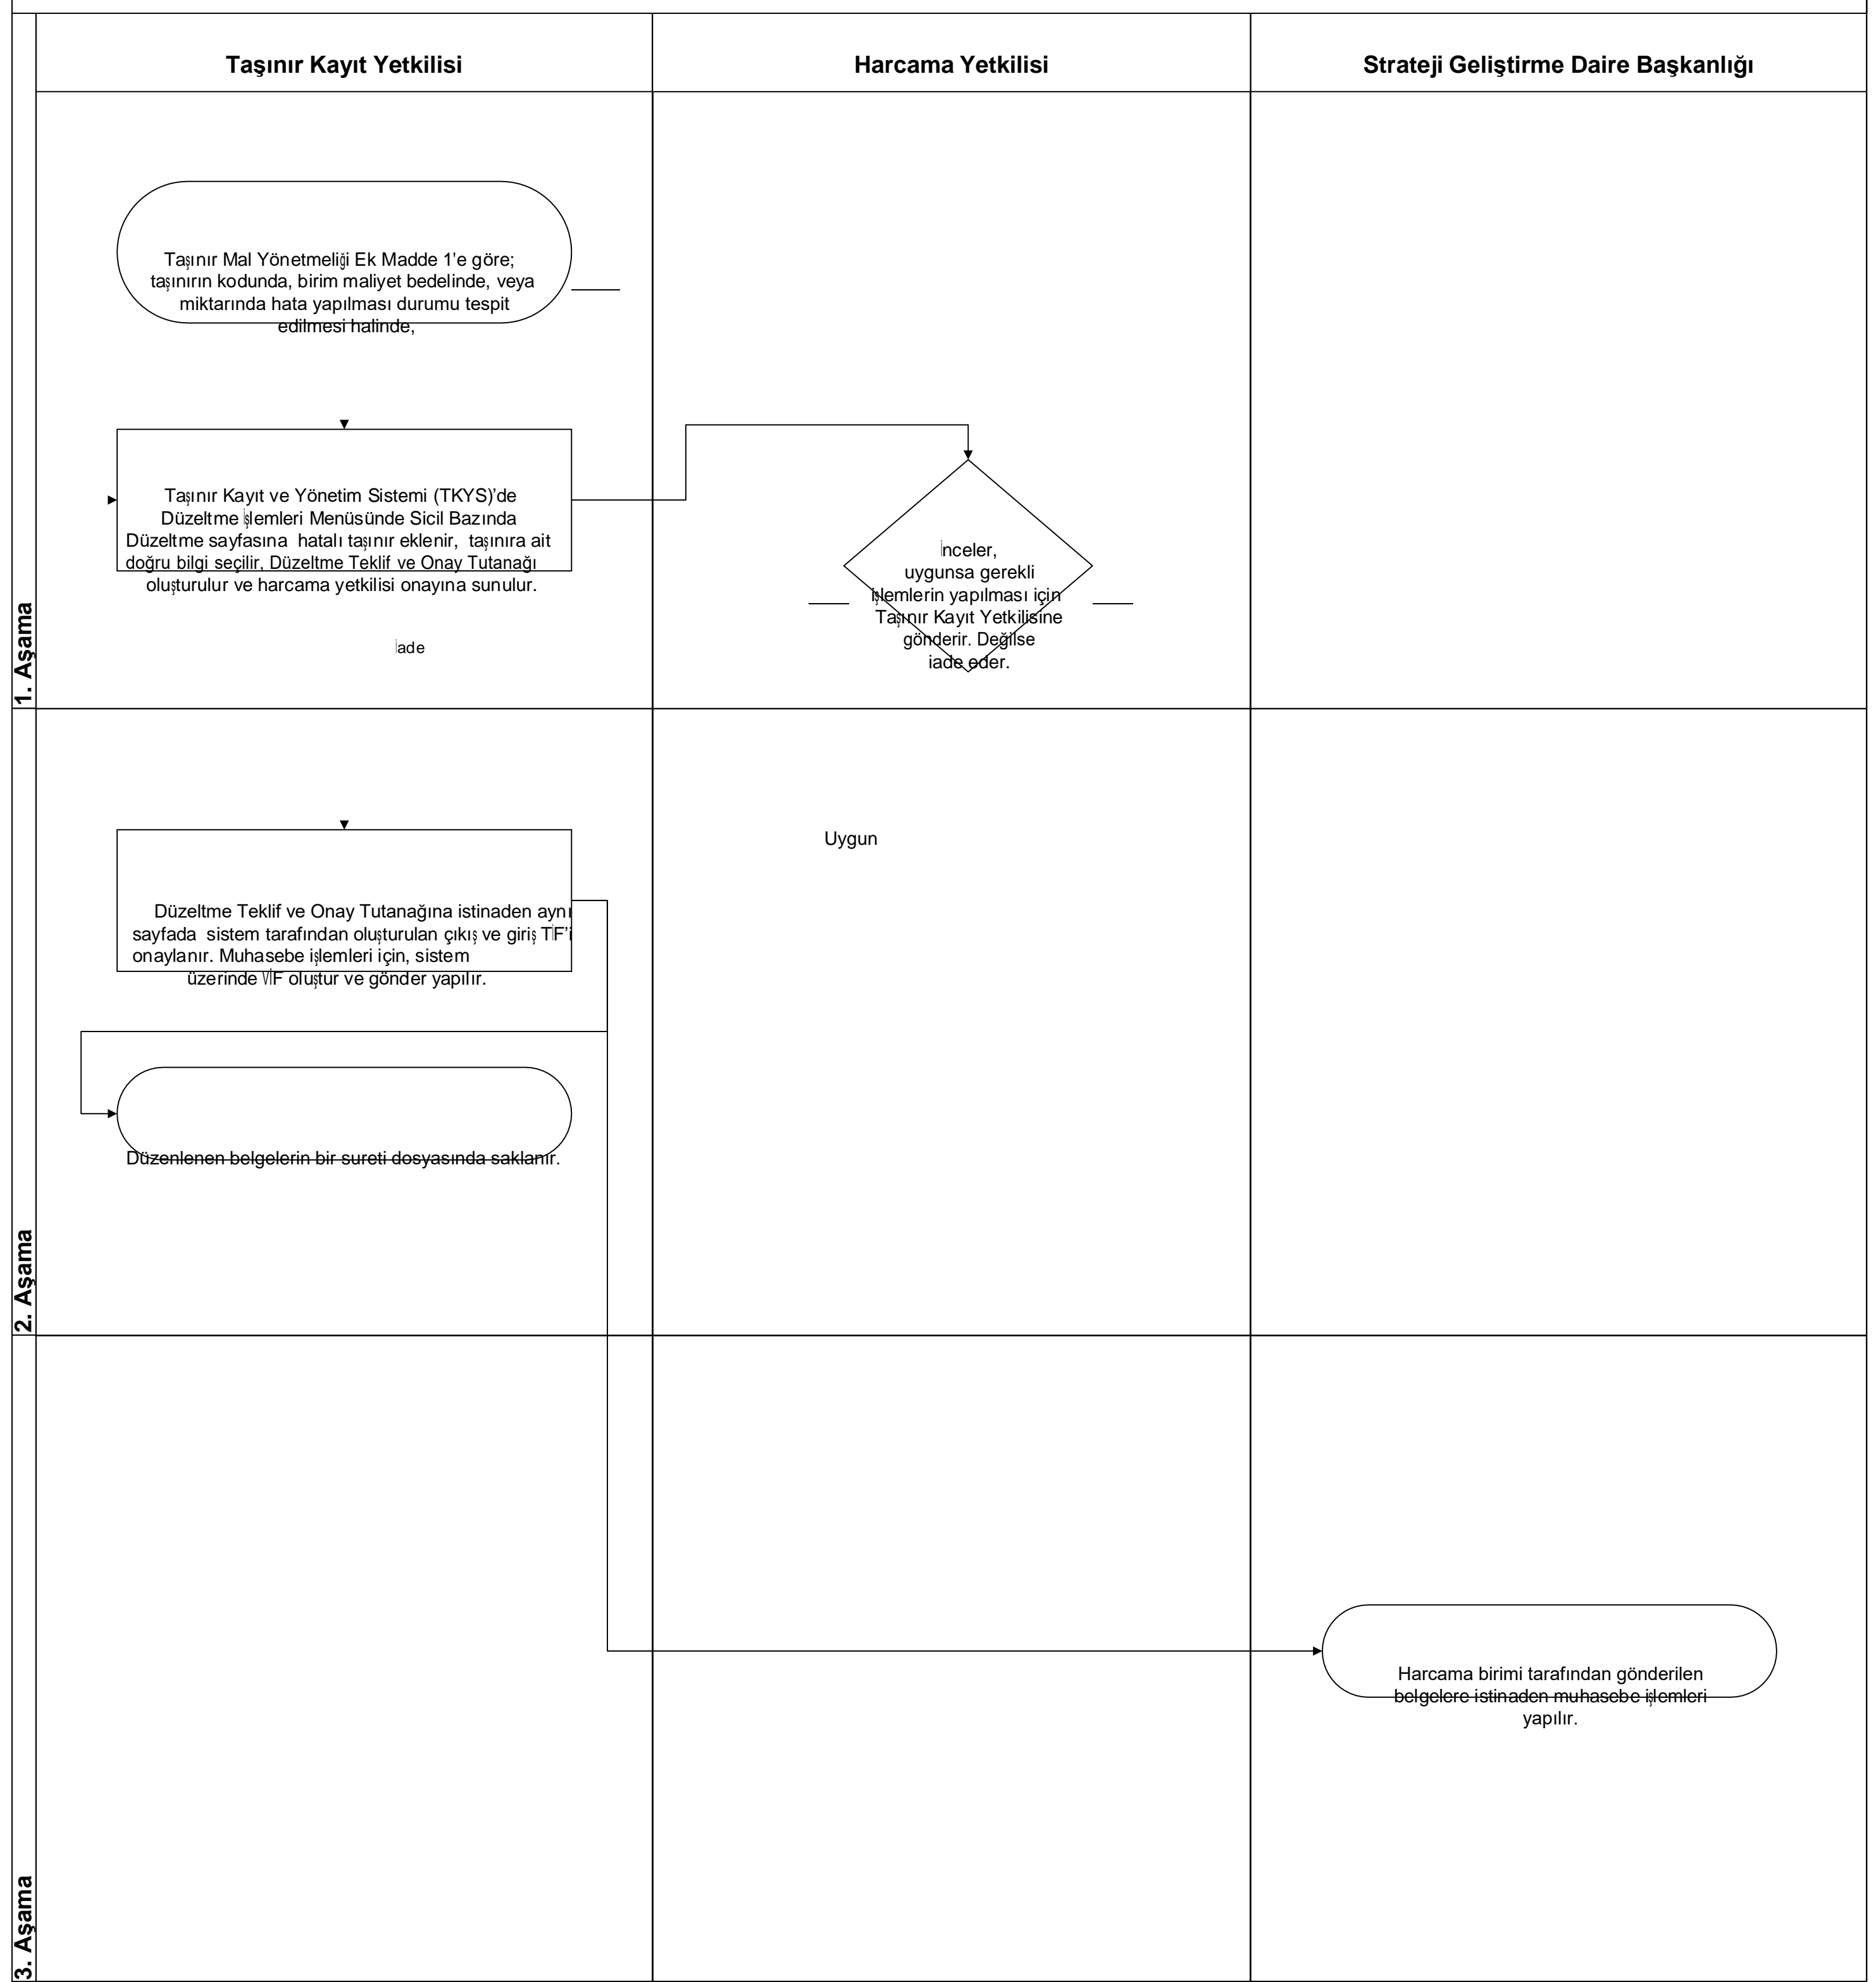 Taşınır Kayıt Yetkilisi
Harcama Yetkilisi
Strateji Geliştirme Daire Başkanlığı
1. Aşama
Taşınır Mal Yönetmeliği Ek Madde 1'e göre;
taşınırın kodunda, birim maliyet bedelinde, veya
miktarında hata yapılması durumu tespit
edilmesi halinde,
Taşınır Kayıt ve Yönetim Sistemi (TKYS)'de
Düzeltme İşlemleri Menüsünde Sicil Bazında
Düzeltme sayfasına hatalı taşınır eklenir, taşınıra ait
doğru bilgi seçilir, Düzeltme Teklif ve Onay Tutanağı
oluşturulur ve harcama yetkilisi onayına sunulur.
İnceler,
uygunsa gerekli
işlemlerin yapılması için
Taşınır Kayıt Yetkilisine
gönderir. Değilse
iade eder.
İade
2. Aşama
Uygun
Düzeltme Teklif ve Onay Tutanağına istinaden aynı
sayfada sistem tarafından oluşturulan çıkış ve giriş TİF'i
onaylanır. Muhasebe işlemleri için, sistem
üzerinde VİF oluştur ve gönder yapılır.
Düzenlenen belgelerin bir sureti dosyasında saklanır.
3. Aşama
Harcama birimi tarafından gönderilen
belgelere istinaden muhasebe işlemleri
yapılır.